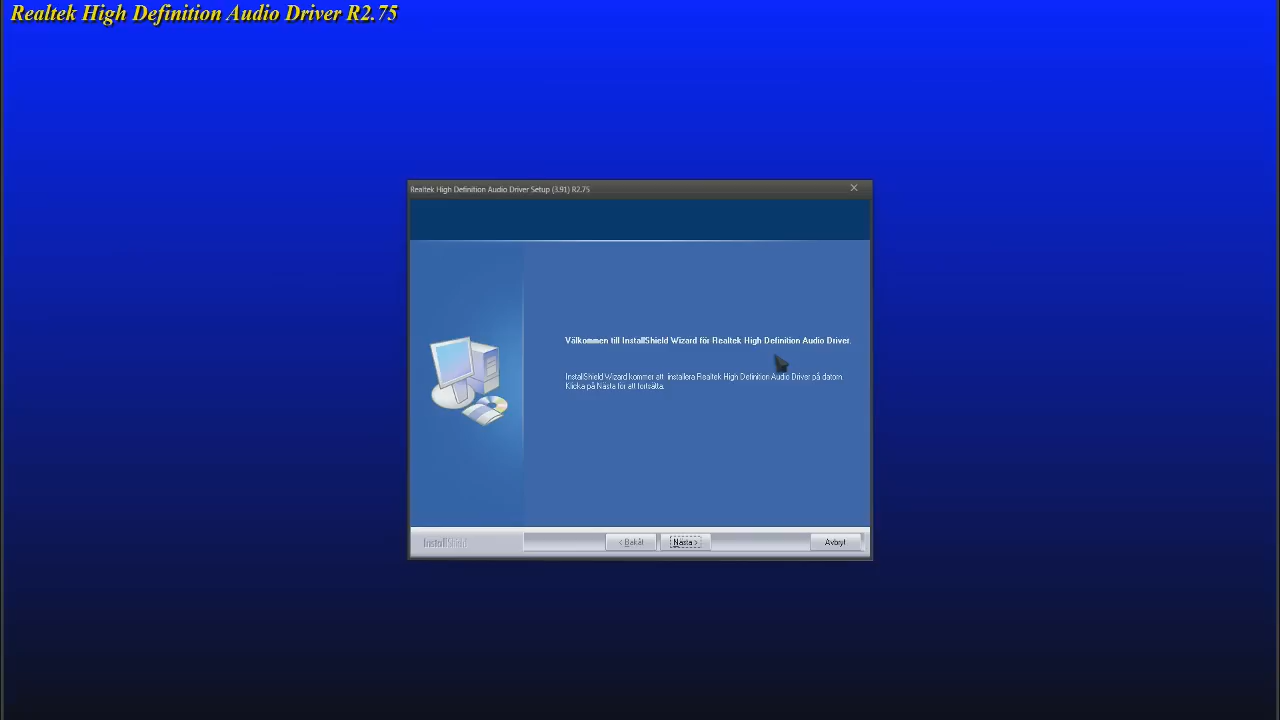 Realtek High Definition Audio Driver R2.75
Realtek High Definition Audio Driver Setup (3.91) R2.75
Välkommen till InstallShield Wizard för Realtek High Definition Audio Driver.
InstallShield Wizard kommer att installera Realtek High Definition Audio Driver på datorn.
Klicka på Nästa för att fortsätta.
InstallShield
< Bakåt
Nästa >
Avbryt